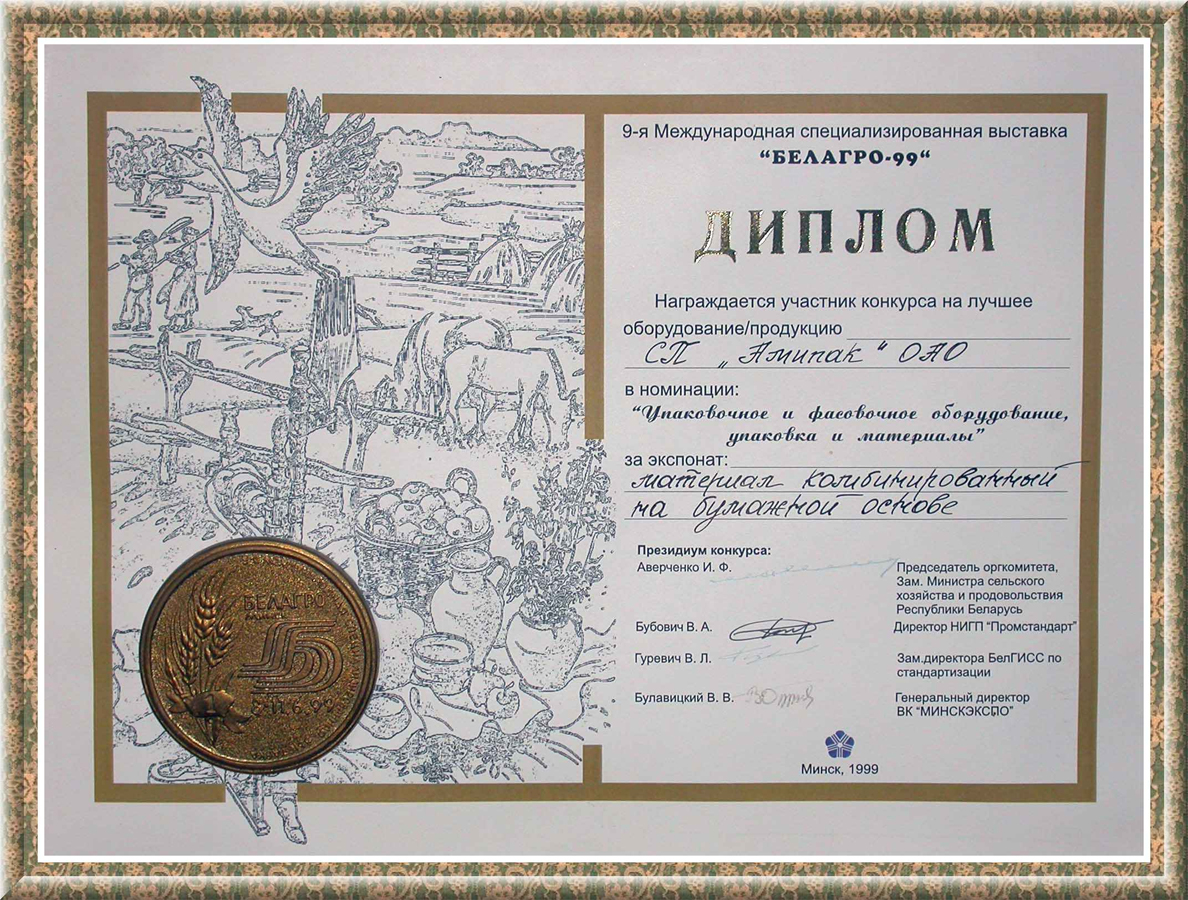 9-я Международная специализированная выставка
“БЕЛАГРО-99“
ДИПЛОМ
Награждается участник конкурса на лучшее
оборудование/продукцию
СП „Амипак“ ОАО
в номинации:
“Упаковочное и фасовочное оборудование,
упаковка и материалы”
за экспонат:
материал комбинированный
на бумажной основе
Президиум конкурса:
Аверченко И. Ф.
Председатель оргкомитета,
Зам. Министра сельского
хозяйства и продовольствия
Республики Беларусь
Бубович В. А.
Директор НИГП “Промстандарт”
Гуревич В. Л.
Зам.директора БелГИСС по
стандартизации
Булавицкий В. В.
Генеральный директор
ВК “МИНСКЭКСПО”
Минск, 1999
БЕЛАГРО
11.6.99